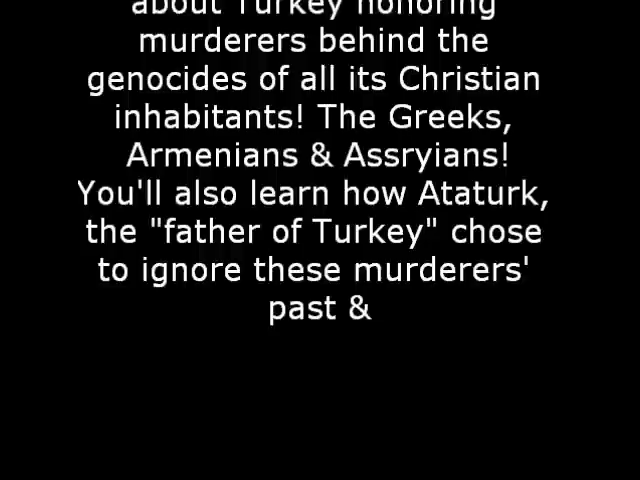 about Turkey honoring
murderers behind the
genocides of all its Christian
inhabitants! The Greeks,
Armenians & Assryians!
You'll also learn how Ataturk,
the "father of Turkey" chose
to ignore these murderers'
past &